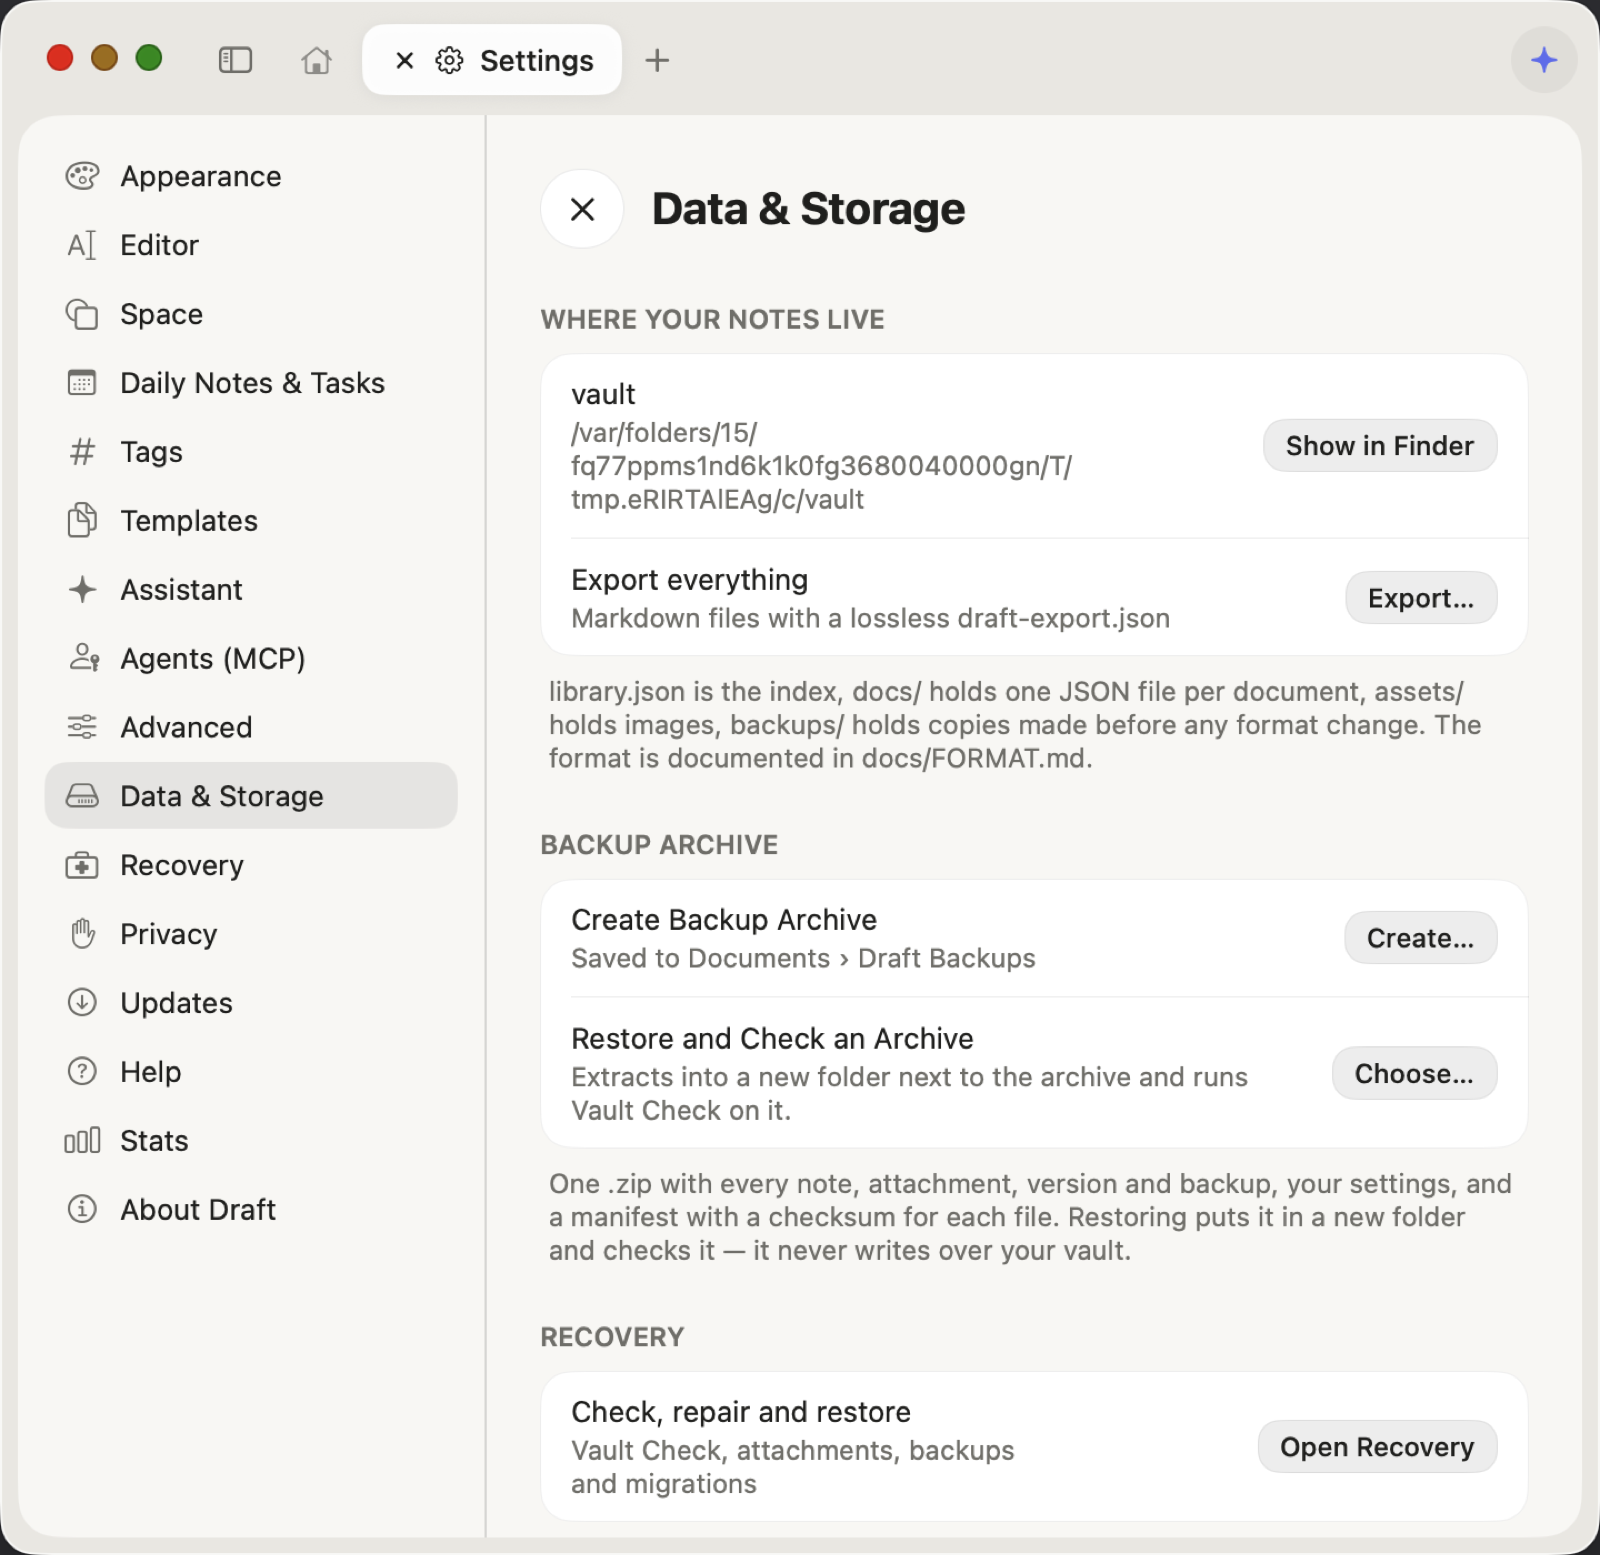 Settings
Appearance
Editor
Space
Daily Notes & Tasks
Tags
Templates
Assistant
Agents (MCP)
Advanced
Data & Storage
Recovery
Privacy
Updates
Help
Stats
About Draft
Data & Storage
WHERE YOUR NOTES LIVE
vault
/var/folders/15/
fq77ppms1nd6k1k0fg3680040000gn/T/
tmp.eRIRTAlEAg/c/vault
Show in Finder
Export everything
Markdown files with a lossless draft-export.json
Export...
library.json is the index, docs/ holds one JSON file per document, assets/
holds images, backups/ holds copies made before any format change. The
format is documented in docs/FORMAT.md.
BACKUP ARCHIVE
Create Backup Archive
Saved to Documents › Draft Backups
Create...
Restore and Check an Archive
Extracts into a new folder next to the archive and runs
Vault Check on it.
Choose...
One .zip with every note, attachment, version and backup, your settings, and
a manifest with a checksum for each file. Restoring puts it in a new folder
and checks it — it never writes over your vault.
RECOVERY
Check, repair and restore
Vault Check, attachments, backups
and migrations
Open Recovery